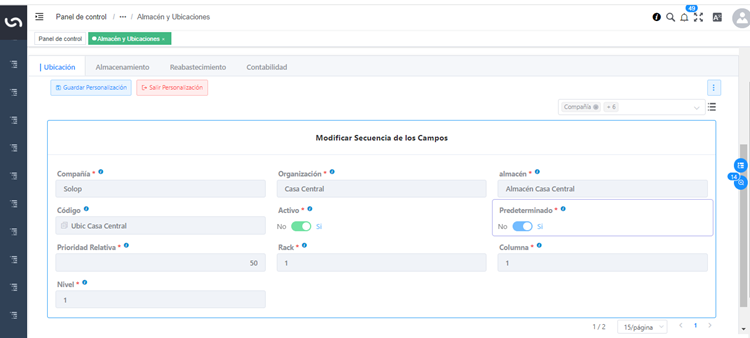 49
Panel de control / ··· / Almacén y Ubicaciones
Panel de control
Almacén y Ubicaciones ×
Ubicación Almacenamiento Reabastecimiento Contabilidad
Guardar Personalización Salir Personalización
Compañía + 6
Modificar Secuencia de los Campos
Compañía * Organización * almacén *
Solop Casa Central Almacén Casa Central
Código Activo * Predeterminado *
Ubic Casa Central No Si No Si
Prioridad Relativa * Rack * Columna *
50 1 1
Nivel *
1
14
1 / 2 15/página < 1 >